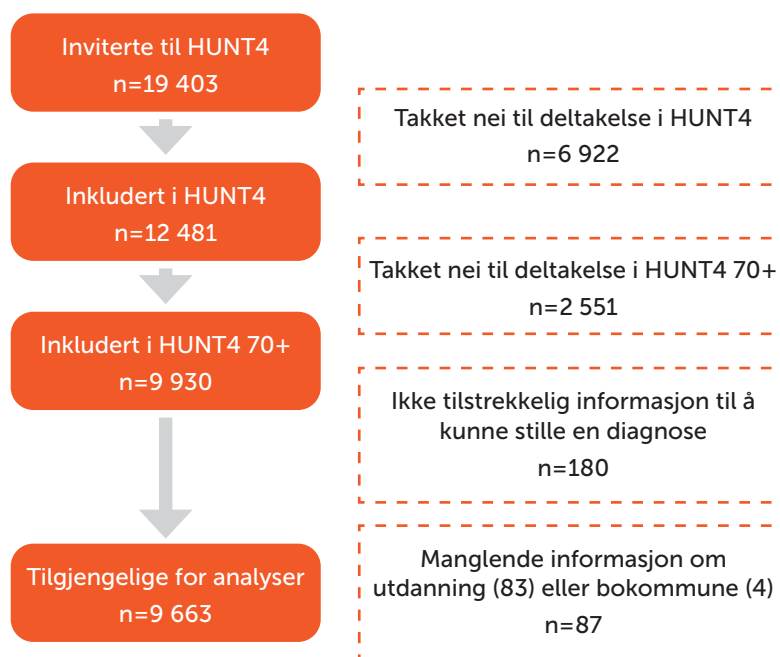 Inviterte til HUNT4
n=19 403
Takket nei til deltakelse i HUNT4
n=6 922
Inkludert i HUNT4
n=12 481
Takket nei til deltakelse i HUNT4 70+
n=2 551
Inkludert i HUNT4 70+
n=9 930
Ikke tilstrekkelig informasjon til å
kunne stille en diagnose
n=180
Manglende informasjon om
utdanning (83) eller bokommune (4)
n=87
Tilgjengelige for analyser
n=9 663